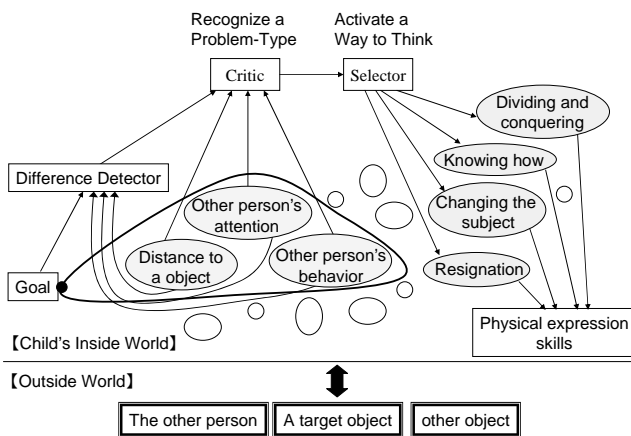 Recognize a
Problem-Type
Activate a
Way to Think
Critic
Selector
Dividing and
conquering
Knowing how
Difference Detector
Other person's
attention
Changing the
subject
Distance to
a object
Other person's
behavior
Resignation
Goal
【Child's Inside World】
Physical expression
skills
【Outside World】
The other person
A target object
other object